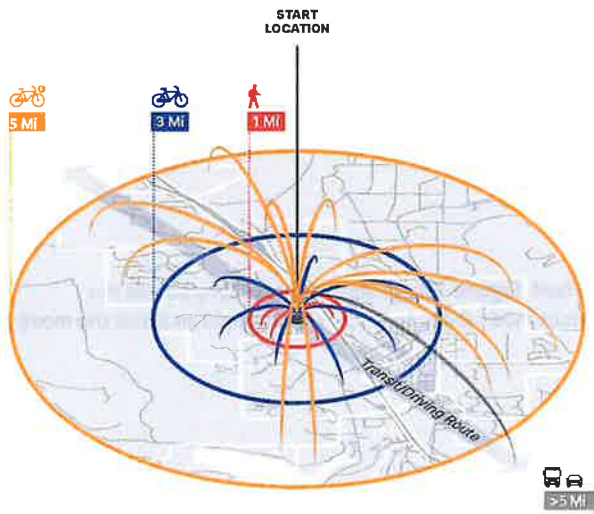 START
LOCATION
5 Mi
3 Mi
1 Mi
Transit/Driving Route
>5 Mi